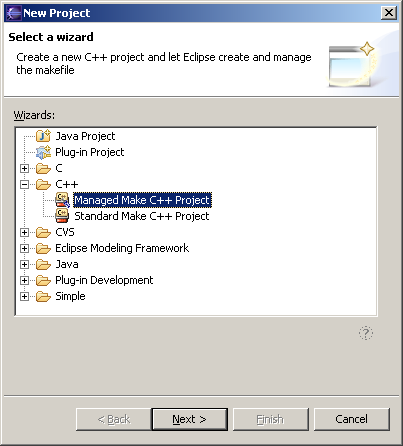 New Project
Select a wizard
Create a new C++ project and let Eclipse create and manage
the makefile
Wizards:
Java Project
Plug-in Project
C
C++
Managed Make C++ Project
Standard Make C++ Project
CVS
Eclipse Modeling Framework
Java
Plug-in Development
Simple
?
< Back
Next >
Finish
Cancel